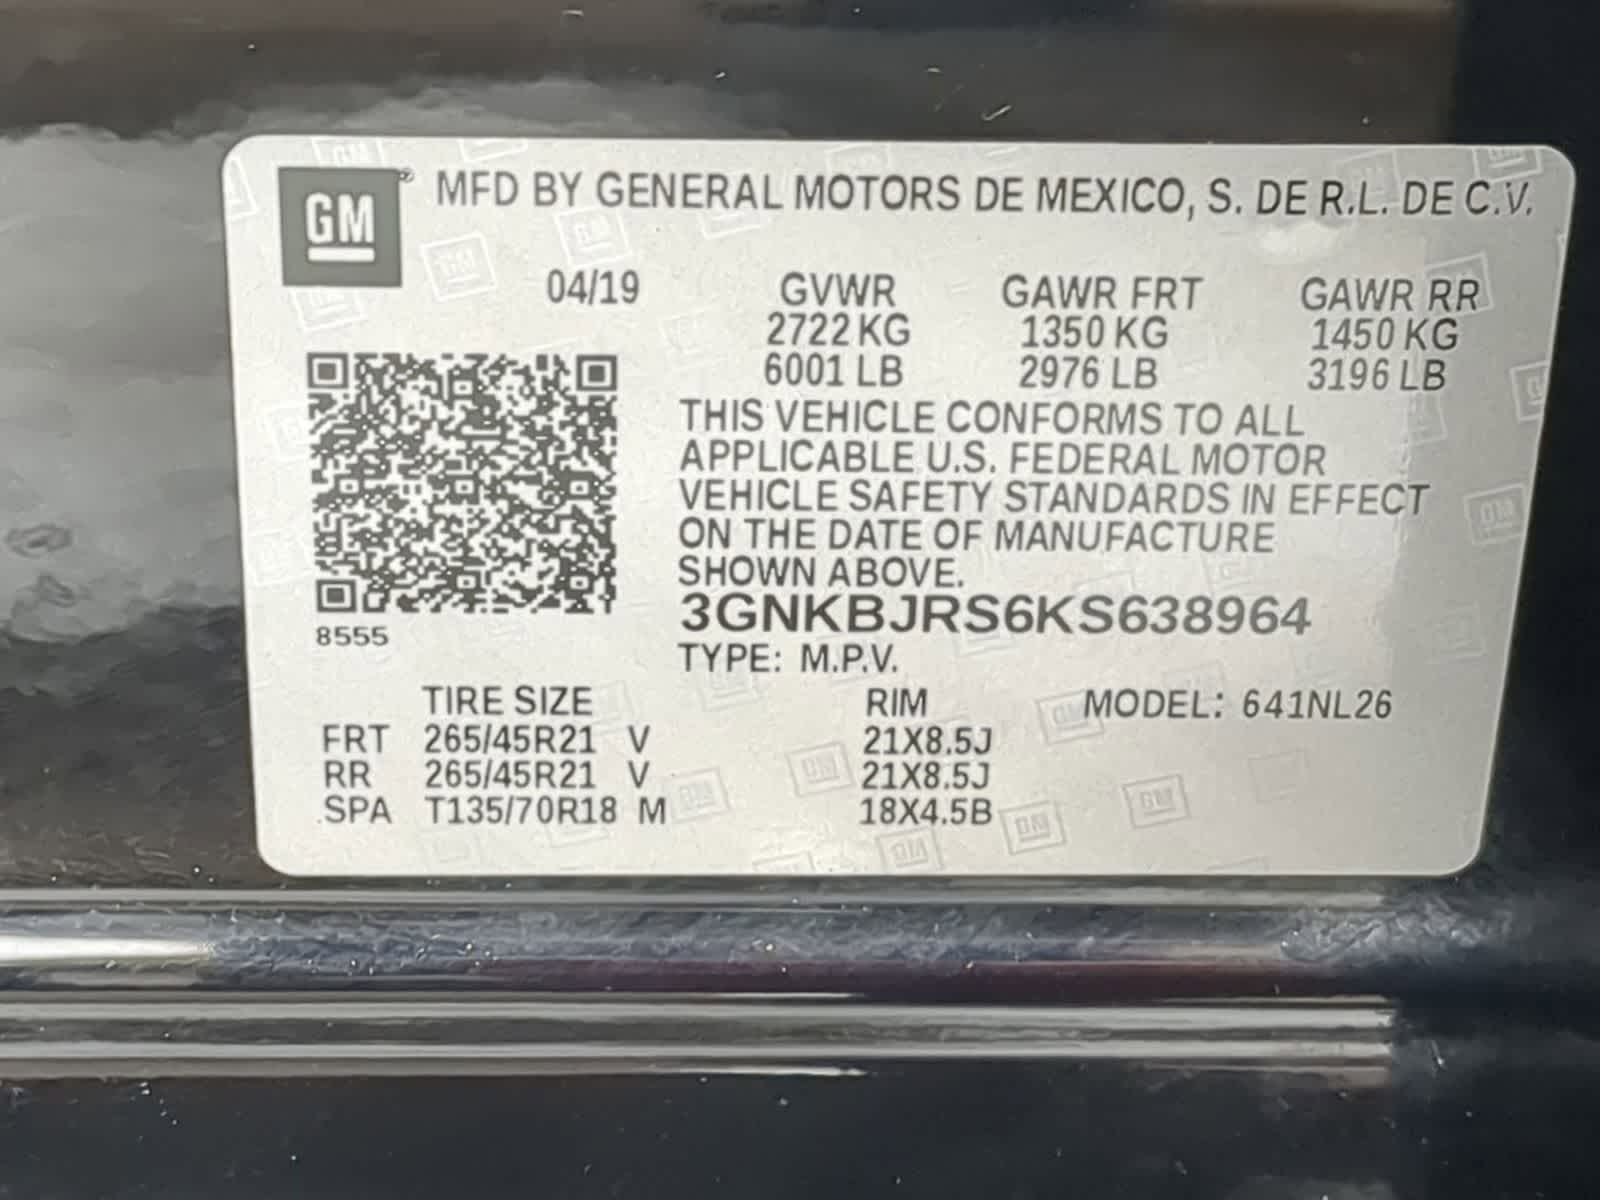 GM® MFD BY GENERAL MOTORS DE MEXICO, S. DE R.L. DE C.V.
04/19 GVWR GAWR FRT GAWR RR
2722 KG 1350 KG 1450 KG
6001 LB 2976 LB 3196 LB
THIS VEHICLE CONFORMS TO ALL
APPLICABLE U.S. FEDERAL MOTOR
VEHICLE SAFETY STANDARDS IN EFFECT
ON THE DATE OF MANUFACTURE
SHOWN ABOVE.
3GNKBJRS6KS638964
8555
TYPE: M.P.V.
TIRE SIZE RIM MODEL: 641NL26
FRT 265/45R21 V 21X8.5J
RR 265/45R21 V 21X8.5J
SPA T135/70R18 M 18X4.5B